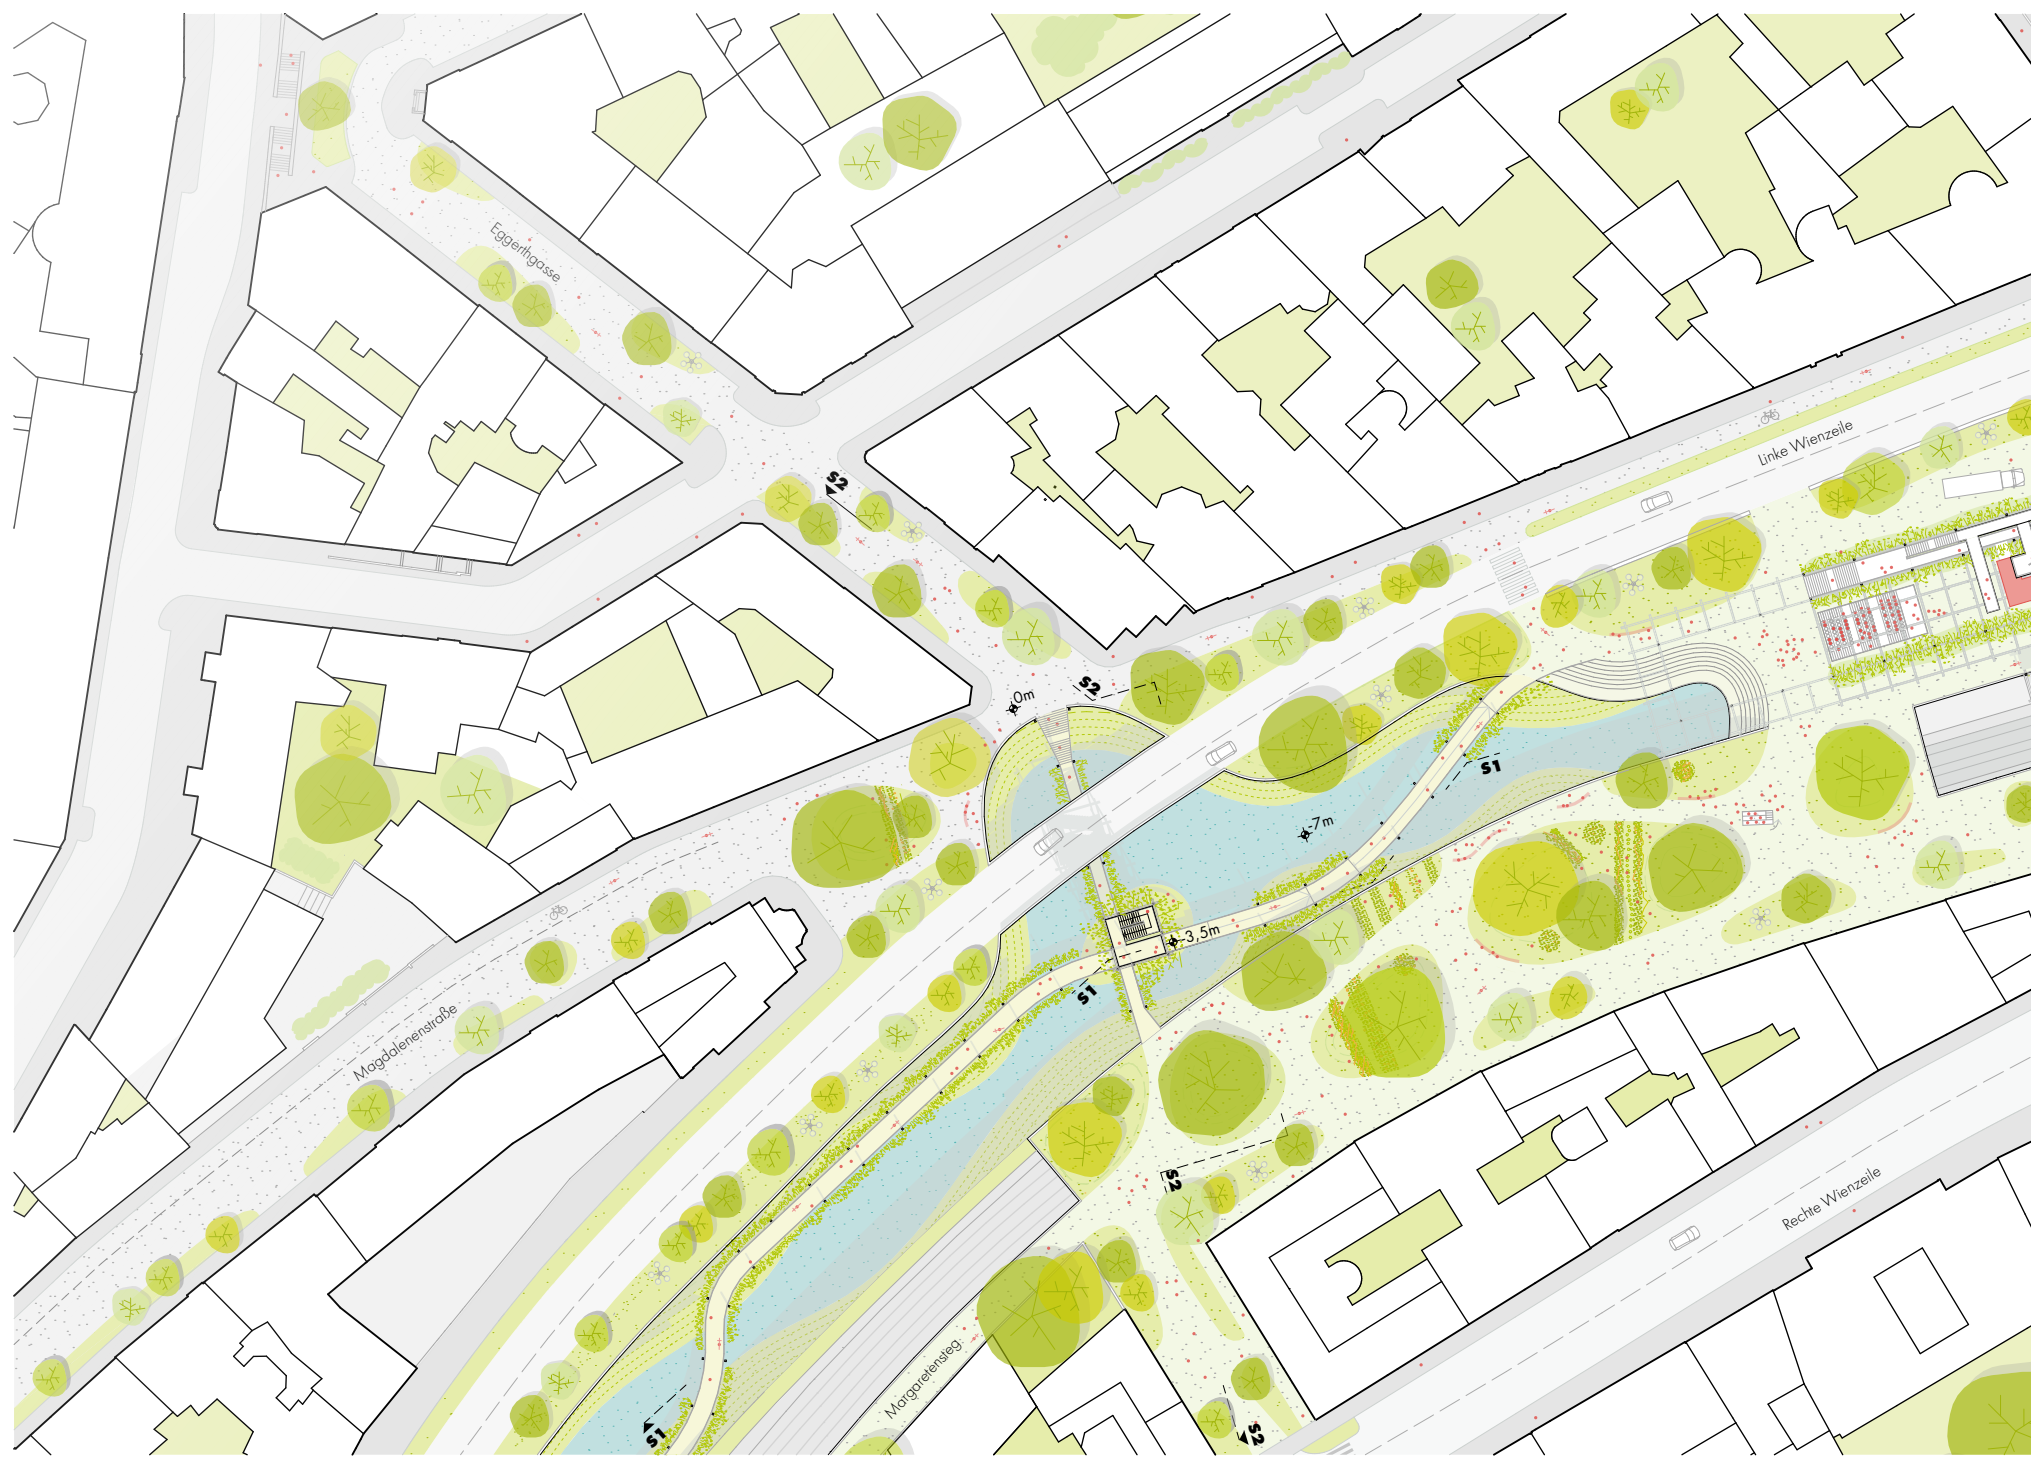 Eggerthgasse
Linke Wienzeile
S2
S2
0m
S1
-7m
-3,5m
S1
Magdalenenstraße
S2
Rechte Wienzeile
Margaretensteg
S1
S2